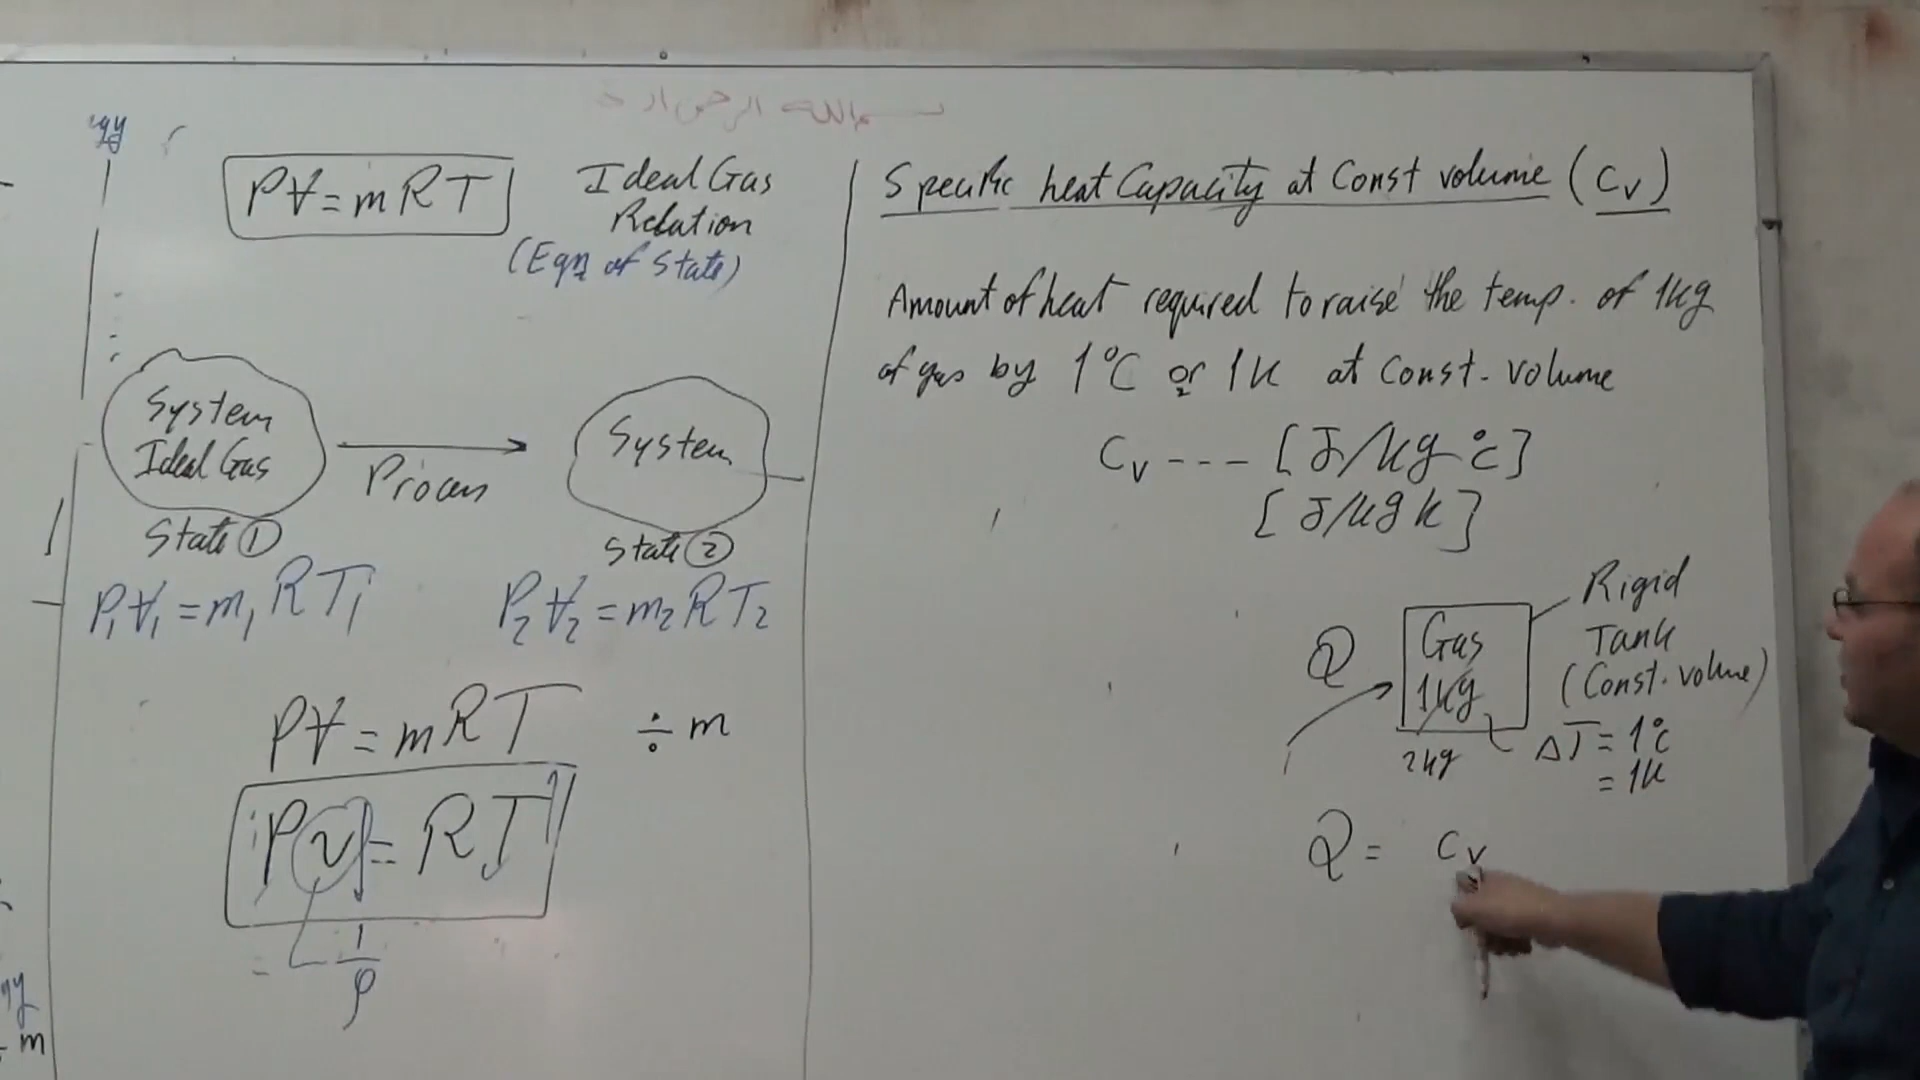 PV = mRT
Ideal Gas
Relation
(Eqn of State)
System
Ideal Gas
Process
System
State ①
State ②
P₁V₁ = m₁RT₁
P₂V₂ = m₂RT₂
PV = mRT ÷ m
Pv = RT
1/ρ
Specific heat Capacity at Const volume (Cv)
Amount of heat required to raise the temp. of 1kg
of gas by 1°C or 1K at Const. volume
Cv --- [J/kg °C]
[J/kg K]
Q
Gas
1kg
2kg
Rigid
Tank
(Const. volume)
ΔT = 1°C
= 1K
Q = Cv